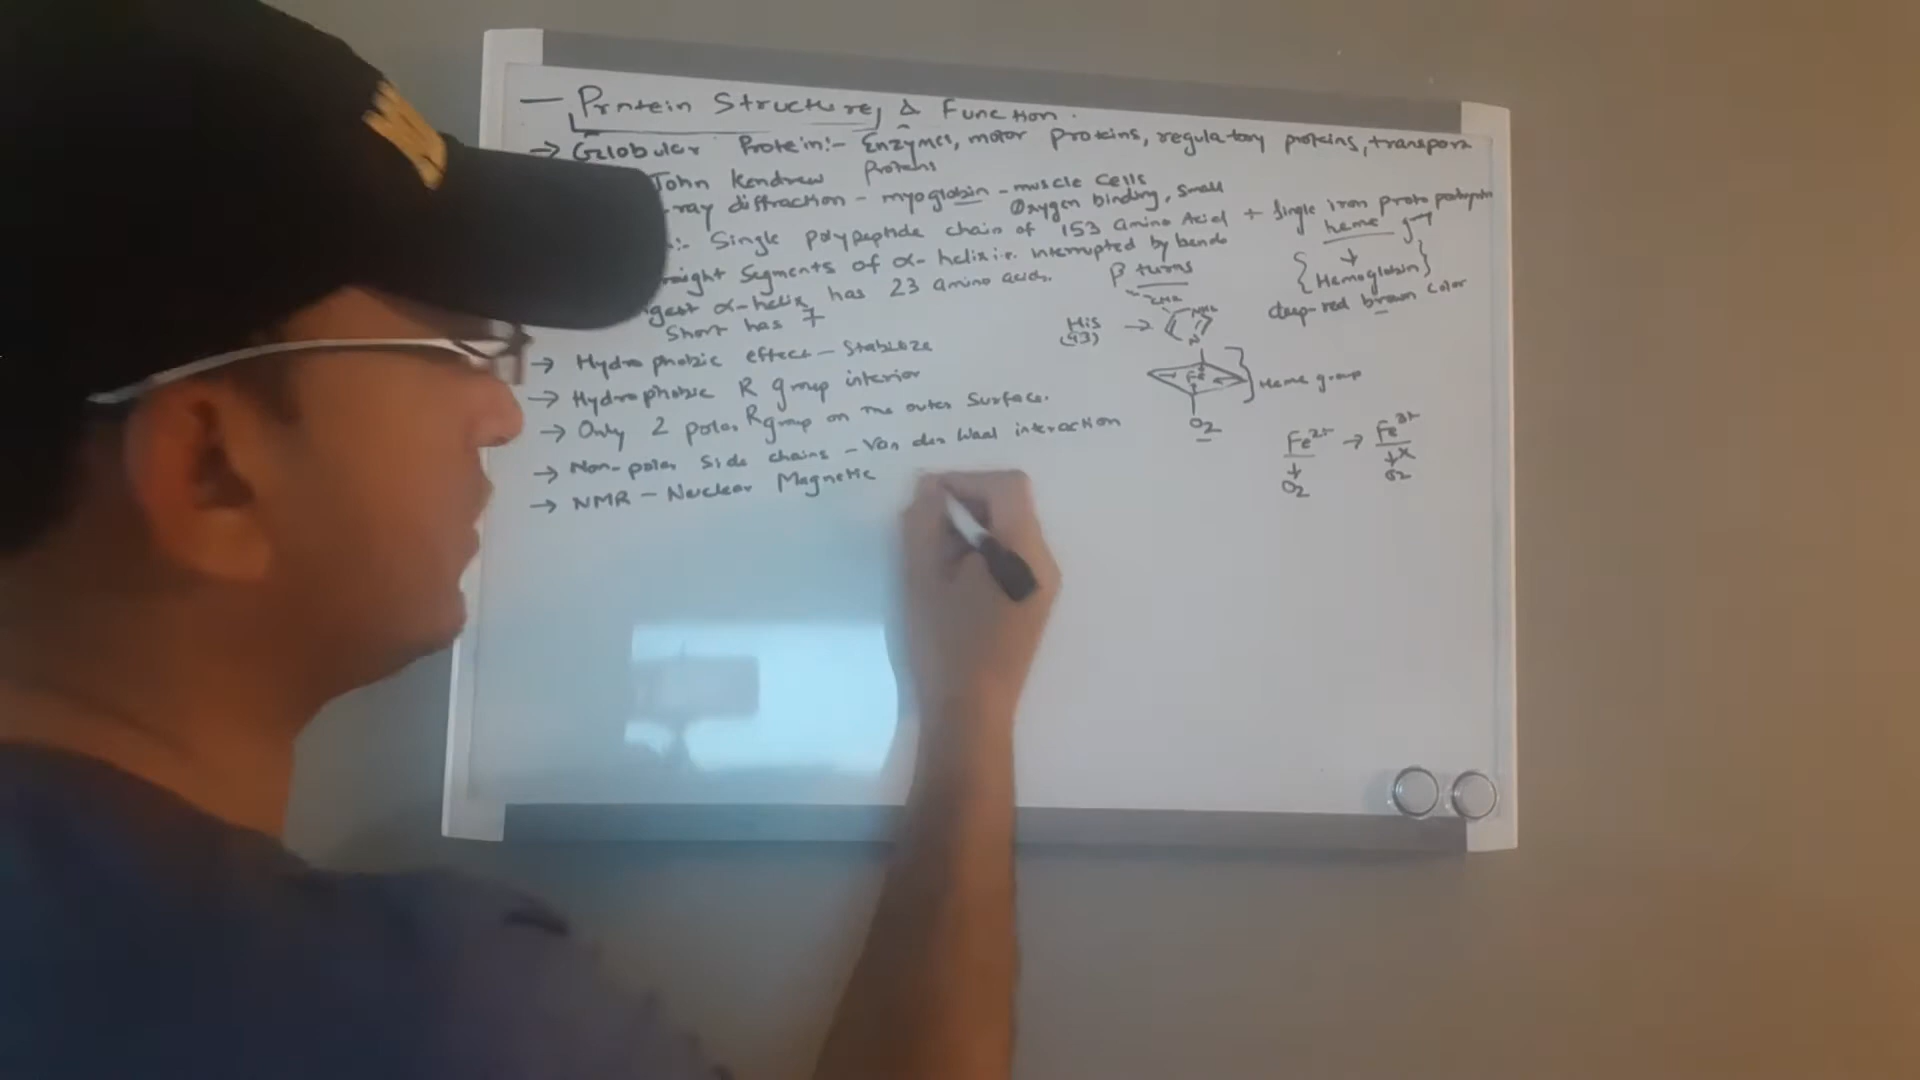 — Protein Structure, & Function.
→ Globular Protein:- Enzymes, motor proteins, regulatory proteins, transport
Proteins
John Kendrew
-ray diffraction - myoglobin - muscle cells
Oxygen binding, small
:- Single polypeptide chain of 153 amino Acid + Single iron proto
heme
↓
{Hemoglobin}
deep-red brown color
Segments of α-helix i.e. interrupted by bends
β turns
α-helix has 23 amino acids.
Short has 7
His →
(93)
N
Fe
Heme group
O2
→ Hydrophobic effect - Stabilize
→ Hydrophobic R group interior
→ Only 2 polar R group on the outer surface.
→ Non-polar side chains - Van der Waal interaction
→ NMR - Nuclear Magnetic
Fe2+ → Fe3+
↓ ↓x
O2 O2